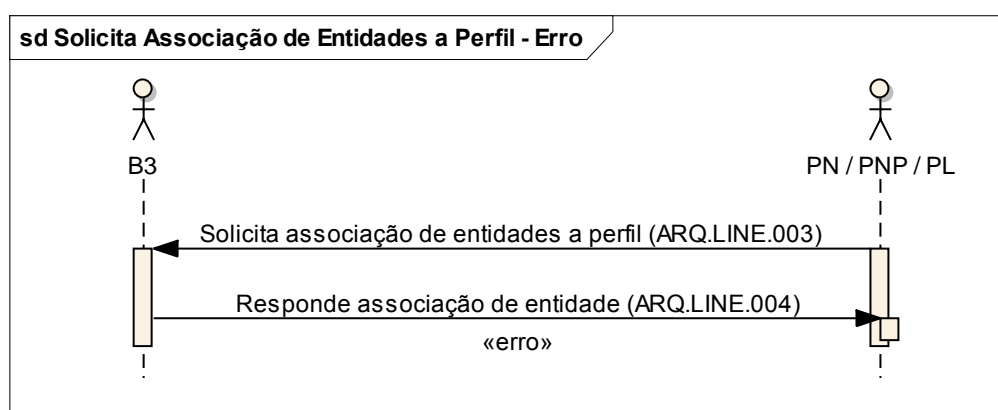 sd Solicita Associação de Entidades a Perfil - Erro
B3
PN / PNP / PL
Solicita associação de entidades a perfil (ARQ.LINE.003)
Responde associação de entidade (ARQ.LINE.004)
«erro»